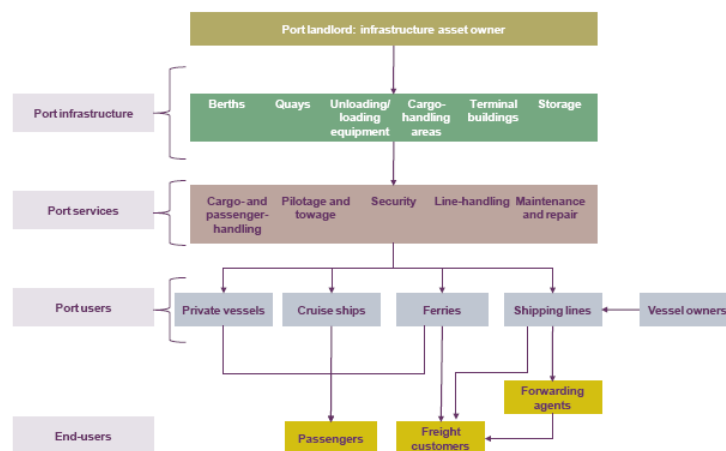 Port landlord: infrastructure asset owner
Port infrastructure
Berths
Quays
Unloading/
loading
equipment
Cargo-
handling
areas
Terminal
buildings
Storage
Port services
Cargo- and
passenger-
handling
Pilotage and
towage
Security
Line-handling
Maintenance
and repair
Port users
Private vessels
Cruise ships
Ferries
Shipping lines
Vessel owners
Forwarding
agents
End-users
Passengers
Freight
customers